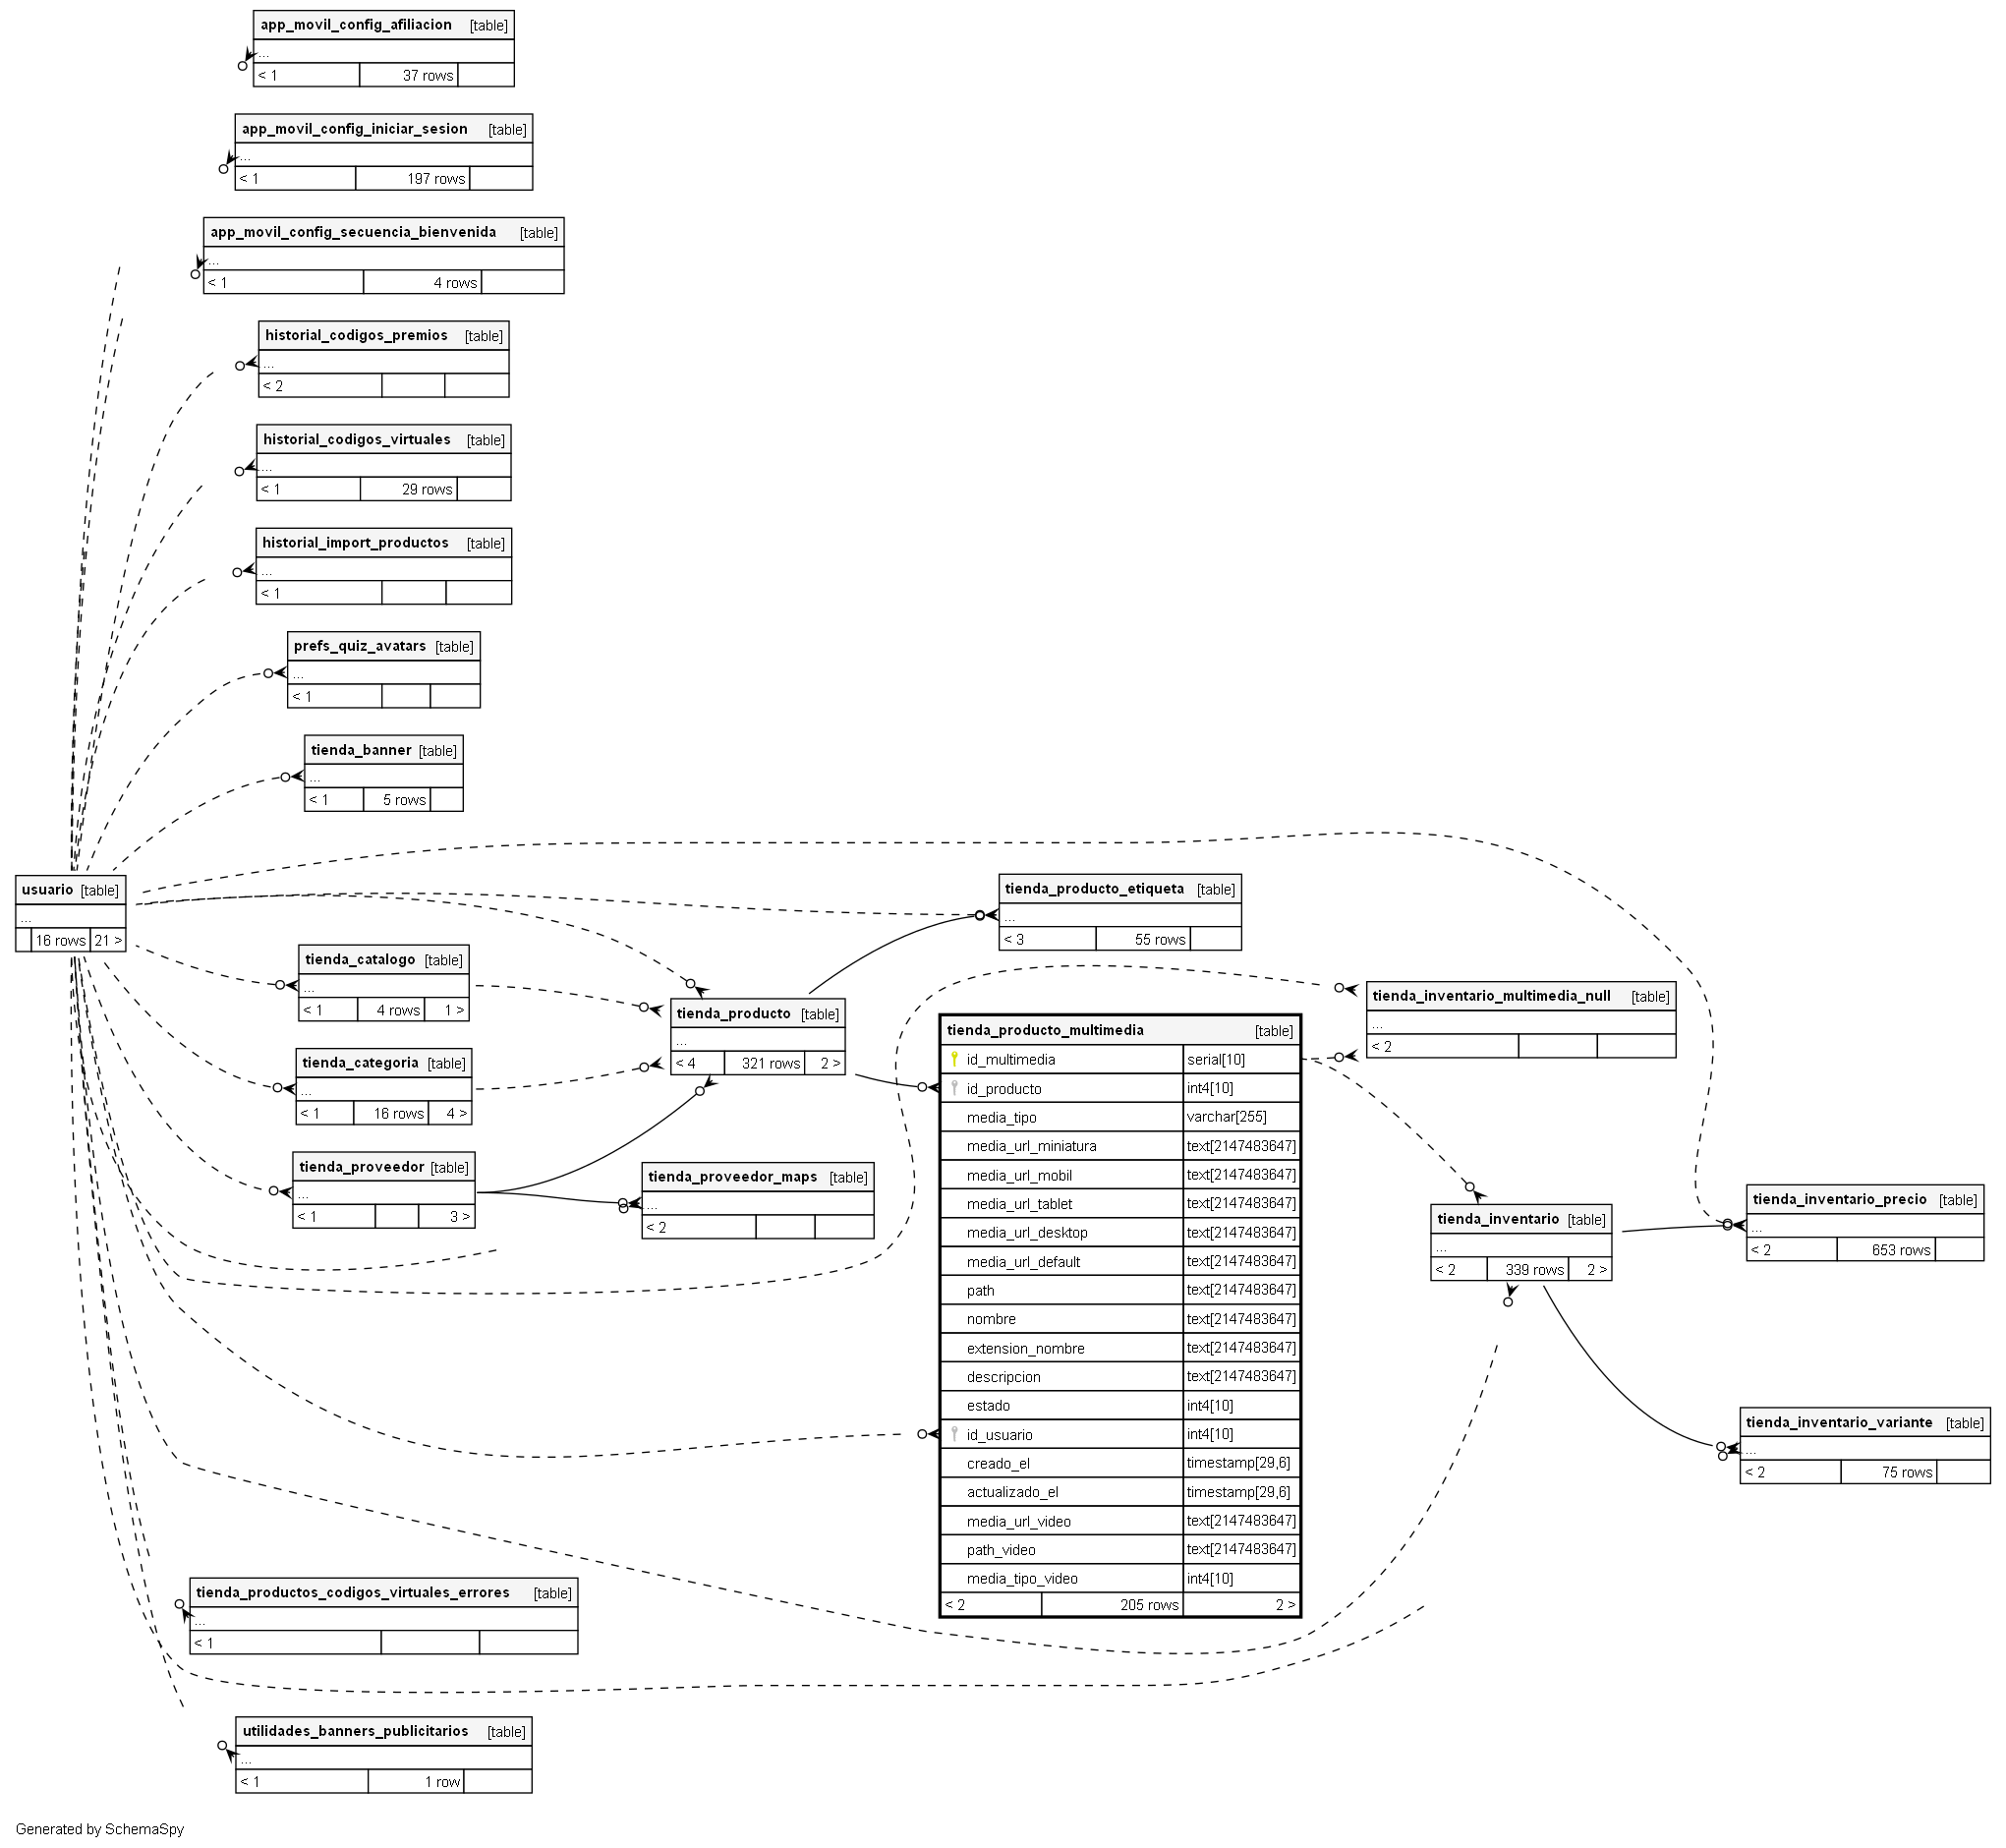 app_movil_config_afiliacion [table]
...
< 1 37 rows
app_movil_config_iniciar_sesion [table]
...
< 1 197 rows
app_movil_config_secuencia_bienvenida [table]
...
< 1 4 rows
historial_codigos_premios [table]
...
< 2
historial_codigos_virtuales [table]
...
< 1 29 rows
historial_import_productos [table]
...
< 1
prefs_quiz_avatars [table]
...
< 1
tienda_banner [table]
...
< 1 5 rows
usuario [table]
...
16 rows 21 >
tienda_catalogo [table]
...
< 1 4 rows 1 >
tienda_categoria [table]
...
< 1 16 rows 4 >
tienda_proveedor [table]
...
< 1 3 >
tienda_producto [table]
...
< 4 321 rows 2 >
tienda_proveedor_maps [table]
...
< 2
tienda_producto_etiqueta [table]
...
< 3 55 rows
tienda_producto_multimedia [table]
id_multimedia serial[10]
id_producto int4[10]
media_tipo varchar[255]
media_url_miniatura text[2147483647]
media_url_mobil text[2147483647]
media_url_tablet text[2147483647]
media_url_desktop text[2147483647]
media_url_default text[2147483647]
path text[2147483647]
nombre text[2147483647]
extension_nombre text[2147483647]
descripcion text[2147483647]
estado int4[10]
id_usuario int4[10]
creado_el timestamp[29,6]
actualizado_el timestamp[29,6]
media_url_video text[2147483647]
path_video text[2147483647]
media_tipo_video int4[10]
< 2 205 rows 2 >
tienda_inventario_multimedia_null [table]
...
< 2
tienda_inventario [table]
...
< 2 339 rows 2 >
tienda_inventario_precio [table]
...
< 2 653 rows
tienda_inventario_variante [table]
...
< 2 75 rows
tienda_productos_codigos_virtuales_errores [table]
...
< 1
utilidades_banners_publicitarios [table]
...
< 1 1 row
Generated by SchemaSpy